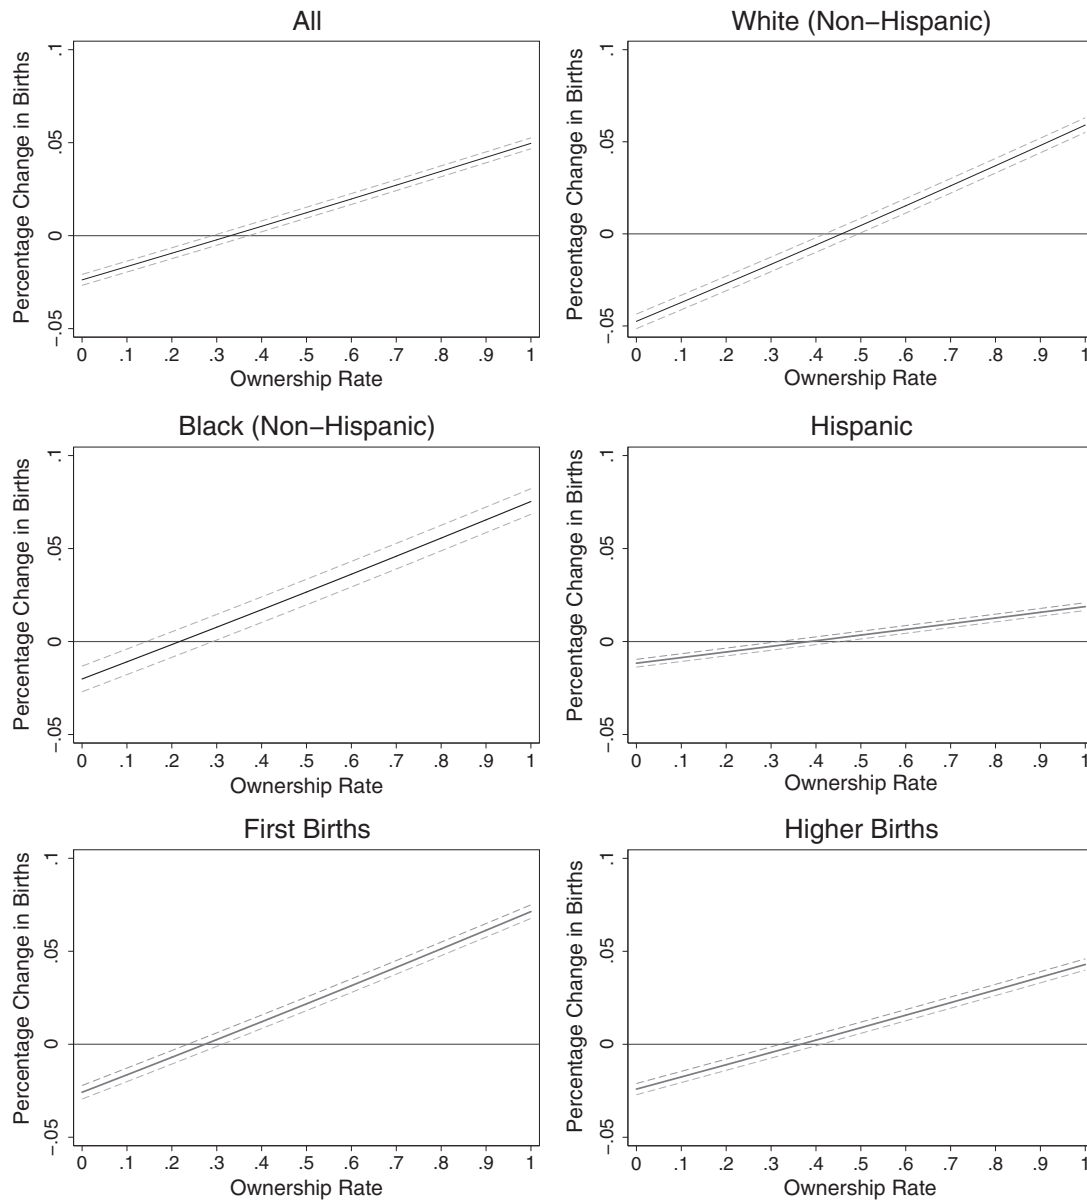 All
White (Non−Hispanic)
Percentage Change in Births
.1
.05
0
−.05
0 .1 .2 .3 .4 .5 .6 .7 .8 .9 1
Ownership Rate
Percentage Change in Births
.1
.05
0
−.05
0 .1 .2 .3 .4 .5 .6 .7 .8 .9 1
Ownership Rate
Black (Non−Hispanic)
Hispanic
Percentage Change in Births
.1
.05
0
−.05
0 .1 .2 .3 .4 .5 .6 .7 .8 .9 1
Ownership Rate
Percentage Change in Births
.1
.05
0
−.05
0 .1 .2 .3 .4 .5 .6 .7 .8 .9 1
Ownership Rate
First Births
Higher Births
Percentage Change in Births
.1
.05
0
−.05
0 .1 .2 .3 .4 .5 .6 .7 .8 .9 1
Ownership Rate
Percentage Change in Births
.1
.05
0
−.05
0 .1 .2 .3 .4 .5 .6 .7 .8 .9 1
Ownership Rate